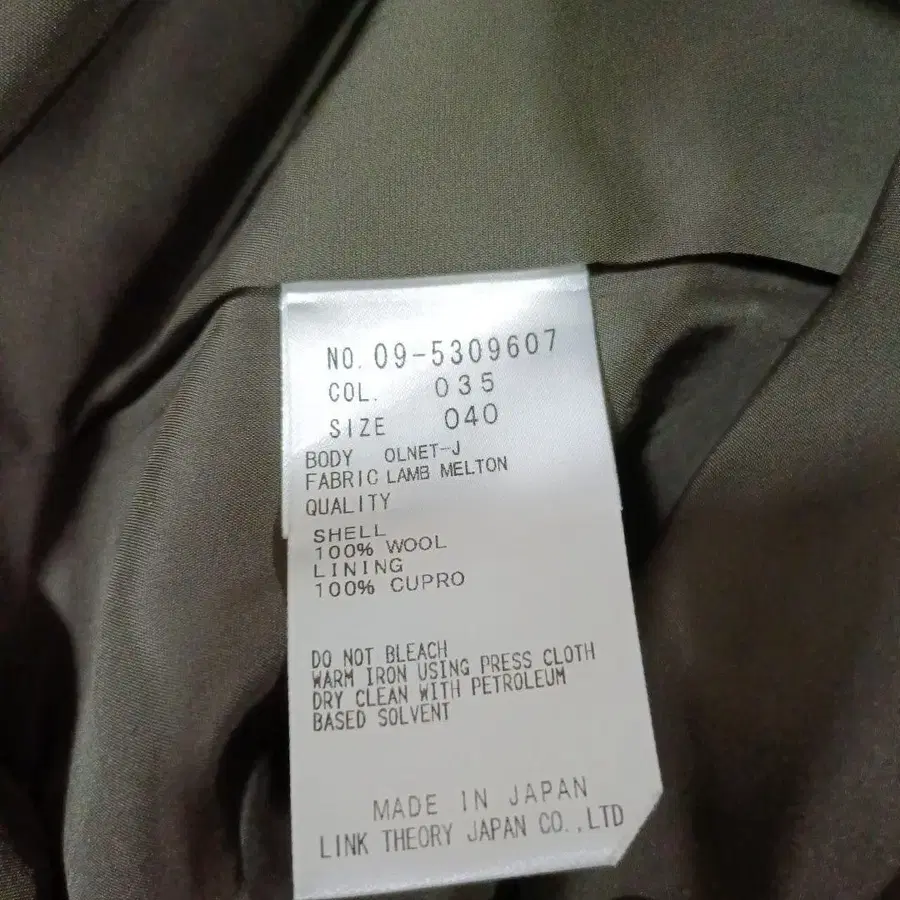 NO. 09-5309607
COL. 035
SIZE 040
BODY OLNET-J
FABRIC LAMB MELTON
QUALITY
SHELL
100% WOOL
LINING
100% CUPRO
DO NOT BLEACH
WARM IRON USING PRESS CLOTH
DRY CLEAN WITH PETROLEUM
BASED SOLVENT
MADE IN JAPAN
LINK THEORY JAPAN CO.,LTD